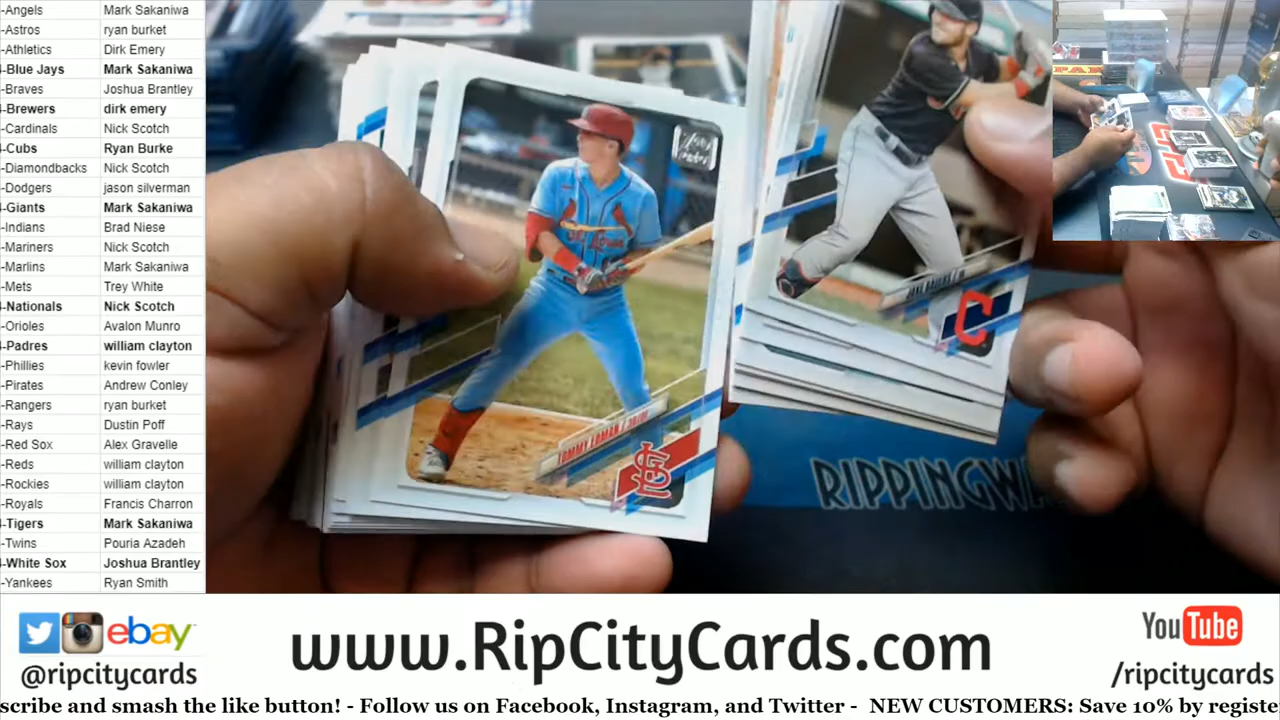 -Angels Mark Sakaniwa
-Astros ryan burket
-Athletics Dirk Emery
-Blue Jays Mark Sakaniwa
-Braves Joshua Brantley
-Brewers dirk emery
-Cardinals Nick Scotch
-Cubs Ryan Burke
-Diamondbacks Nick Scotch
-Dodgers jason silverman
-Giants Mark Sakaniwa
-Indians Brad Niese
-Mariners Nick Scotch
-Marlins Mark Sakaniwa
-Mets Trey White
-Nationals Nick Scotch
-Orioles Avalon Munro
-Padres william clayton
-Phillies kevin fowler
-Pirates Andrew Conley
-Rangers ryan burket
-Rays Dustin Poff
-Red Sox Alex Gravelle
-Reds william clayton
-Rockies william clayton
-Royals Francis Charron
-Tigers Mark Sakaniwa
-Twins Pouria Azadeh
-White Sox Joshua Brantley
-Yankees Ryan Smith
TOMMY EDMAN
C
RIPPINGW
ebay
@ripcitycards
www.RipCityCards.com
YouTube
/ripcitycards
scribe and smash the like button! - Follow us on Facebook, Instagram, and Twitter - NEW CUSTOMERS: Save 10% by registe